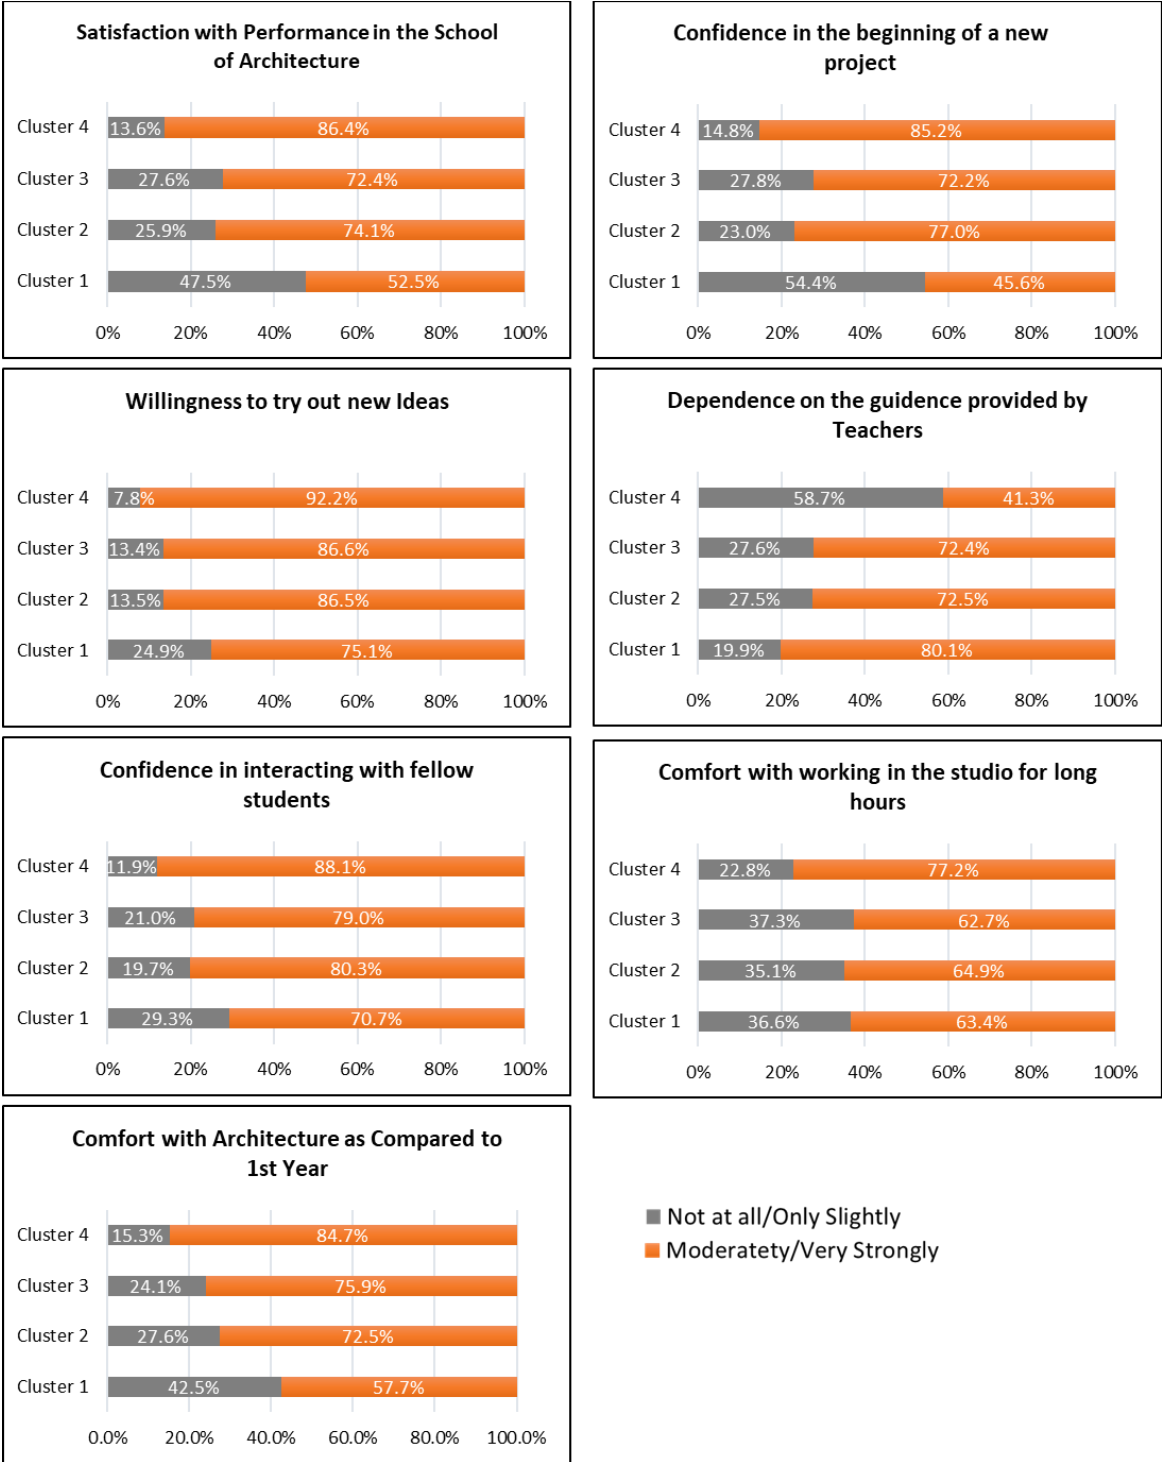 Satisfaction with Performance in the School
of Architecture
Cluster 4 13.6% 86.4%
Cluster 3 27.6% 72.4%
Cluster 2 25.9% 74.1%
Cluster 1 47.5% 52.5%
0% 20% 40% 60% 80% 100%
Confidence in the beginning of a new
project
Cluster 4 14.8% 85.2%
Cluster 3 27.8% 72.2%
Cluster 2 23.0% 77.0%
Cluster 1 54.4% 45.6%
0% 20% 40% 60% 80% 100%
Willingness to try out new Ideas
Cluster 4 7.8% 92.2%
Cluster 3 13.4% 86.6%
Cluster 2 13.5% 86.5%
Cluster 1 24.9% 75.1%
0% 20% 40% 60% 80% 100%
Dependence on the guidence provided by
Teachers
Cluster 4 58.7% 41.3%
Cluster 3 27.6% 72.4%
Cluster 2 27.5% 72.5%
Cluster 1 19.9% 80.1%
0% 20% 40% 60% 80% 100%
Confidence in interacting with fellow
students
Cluster 4 11.9% 88.1%
Cluster 3 21.0% 79.0%
Cluster 2 19.7% 80.3%
Cluster 1 29.3% 70.7%
0% 20% 40% 60% 80% 100%
Comfort with working in the studio for long
hours
Cluster 4 22.8% 77.2%
Cluster 3 37.3% 62.7%
Cluster 2 35.1% 64.9%
Cluster 1 36.6% 63.4%
0% 20% 40% 60% 80% 100%
Comfort with Architecture as Compared to
1st Year
Cluster 4 15.3% 84.7%
Cluster 3 24.1% 75.9%
Cluster 2 27.6% 72.5%
Cluster 1 42.5% 57.7%
0.0% 20.0% 40.0% 60.0% 80.0% 100.0%
Not at all/Only Slightly
Moderatety/Very Strongly